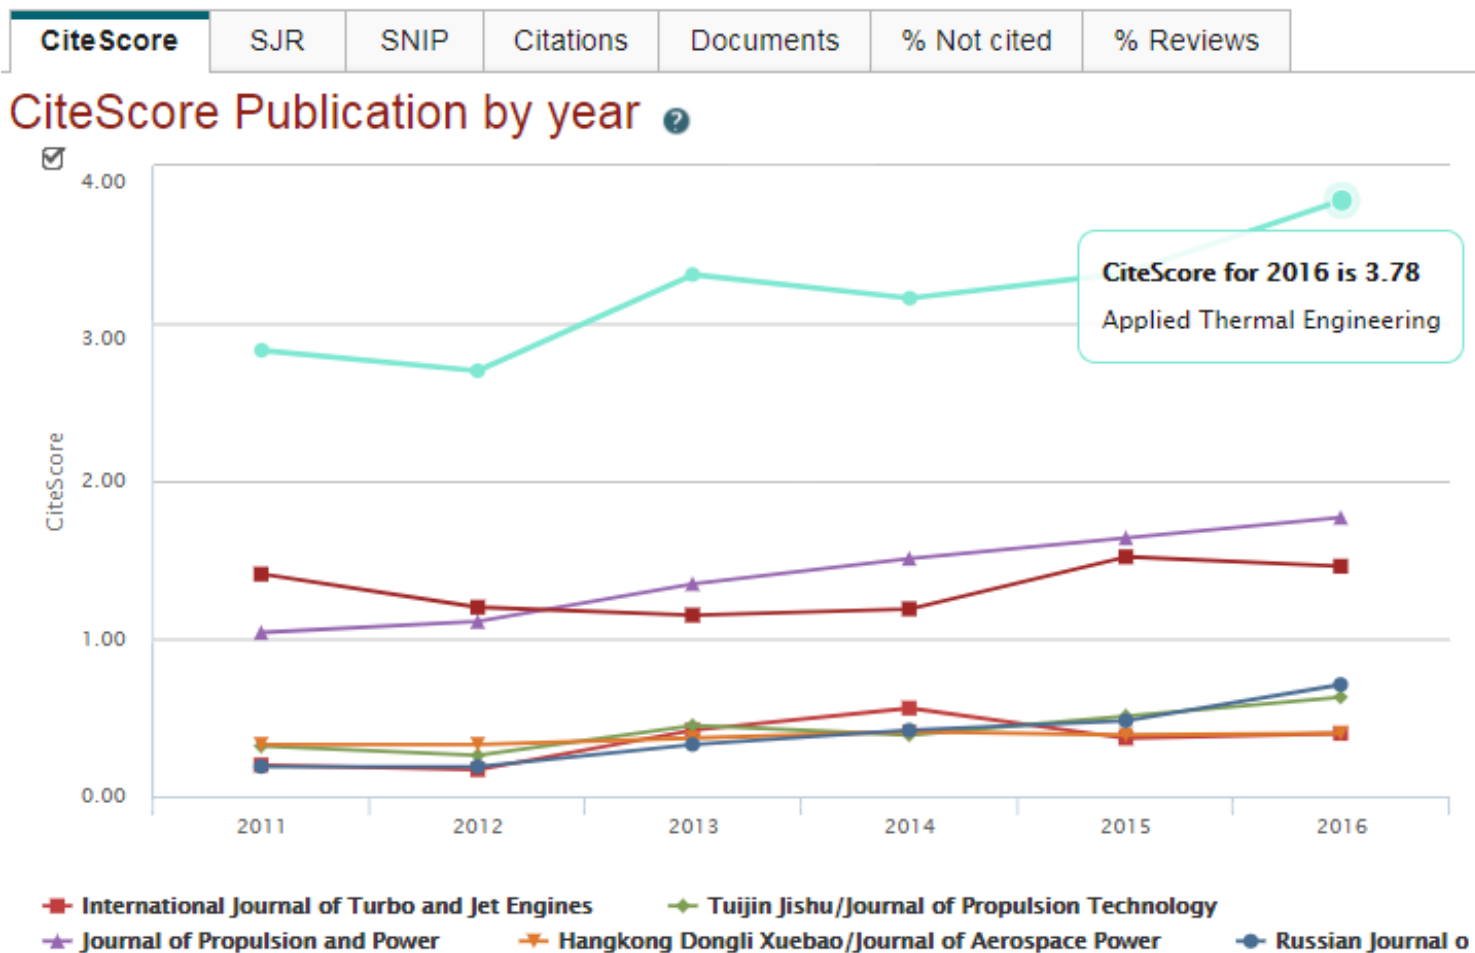 CiteScore SJR SNIP Citations Documents % Not cited % Reviews
CiteScore Publication by year ?
4.00
3.00
2.00
1.00
0.00
CiteScore
CiteScore for 2016 is 3.78
Applied Thermal Engineering
2011 2012 2013 2014 2015 2016
International Journal of Turbo and Jet Engines Tuijin Jishu/Journal of Propulsion Technology
Journal of Propulsion and Power Hangkong Dongli Xuebao/Journal of Aerospace Power Russian Journal o